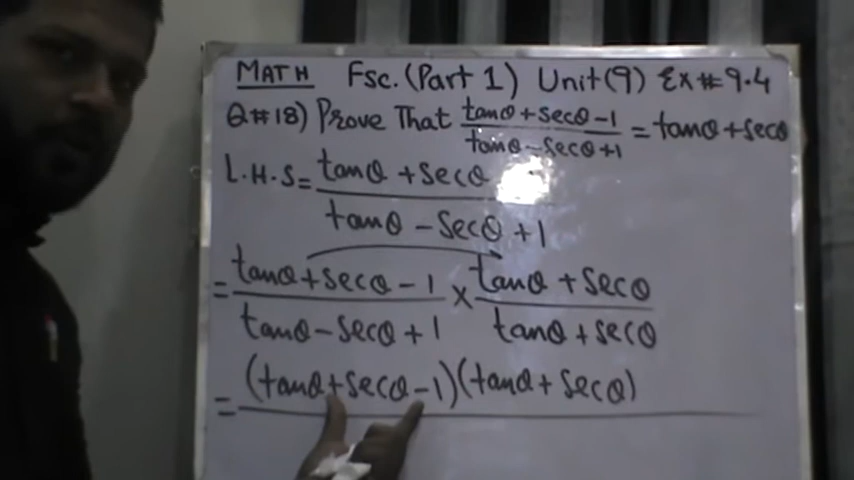 MATH Fsc.(Part 1) Unit(9) Ex# 9.4
Q#18) Prove That tanθ+secθ-1 / tanθ-secθ+1 = tanθ+secθ
L.H.S= tanθ+secθ / tanθ-secθ+1
= tanθ+secθ-1 / tanθ-secθ+1 × tanθ+secθ / tanθ+secθ
= (tanθ+secθ-1)(tanθ+secθ)